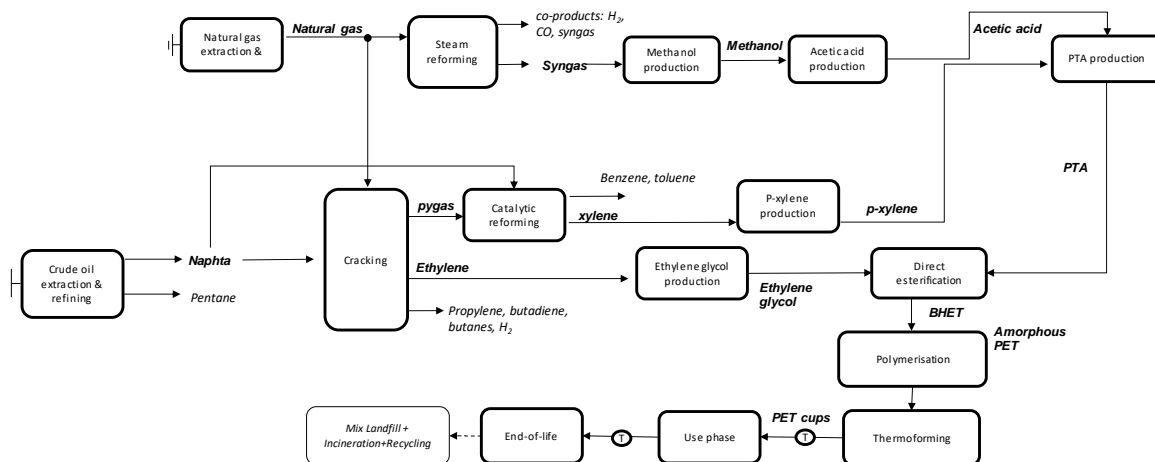 co-products: H2,
CO, syngas
Natural gas
extraction &
Natural gas
Steam
reforming
Syngas
Methanol
production
Methanol
Acetic acid
production
Acetic acid
PTA production
Benzene, toluene
PTA
pygas
Catalytic
reforming
xylene
P-xylene
production
p-xylene
Crude oil
extraction &
refining
Naphta
Pentane
Cracking
Ethylene
Ethylene glycol
production
Ethylene
glycol
Direct
esterification
Propylene, butadiene,
butanes, H2
BHET
Amorphous
PET
Polymerisation
Mix Landfill +
Incineration+Recycling
End-of-life
T
Use phase
PET cups
T
Thermoforming